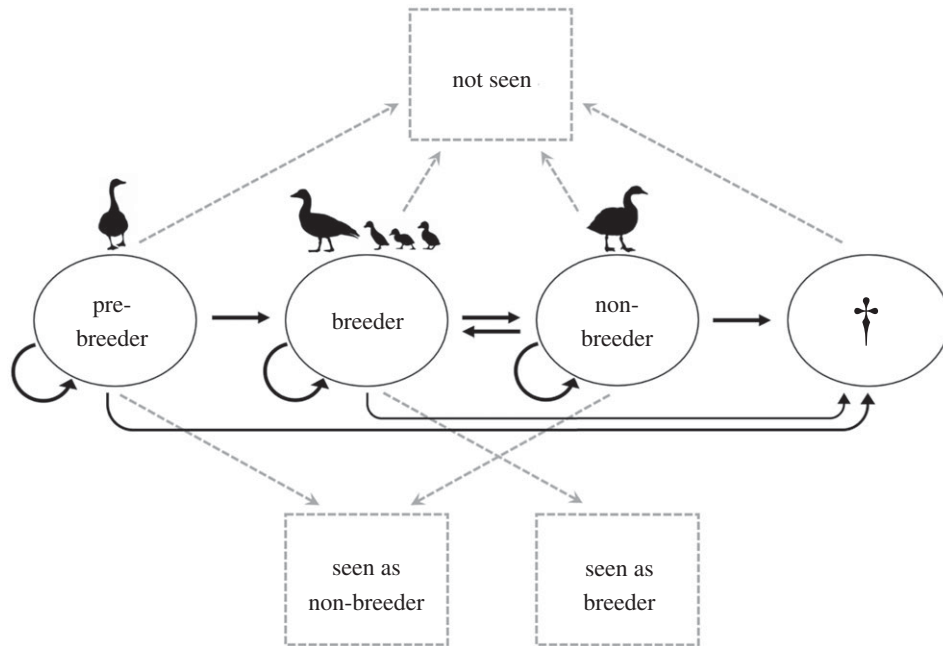 not seen
pre-
breeder
breeder
non-
breeder
†
seen as
non-breeder
seen as
breeder